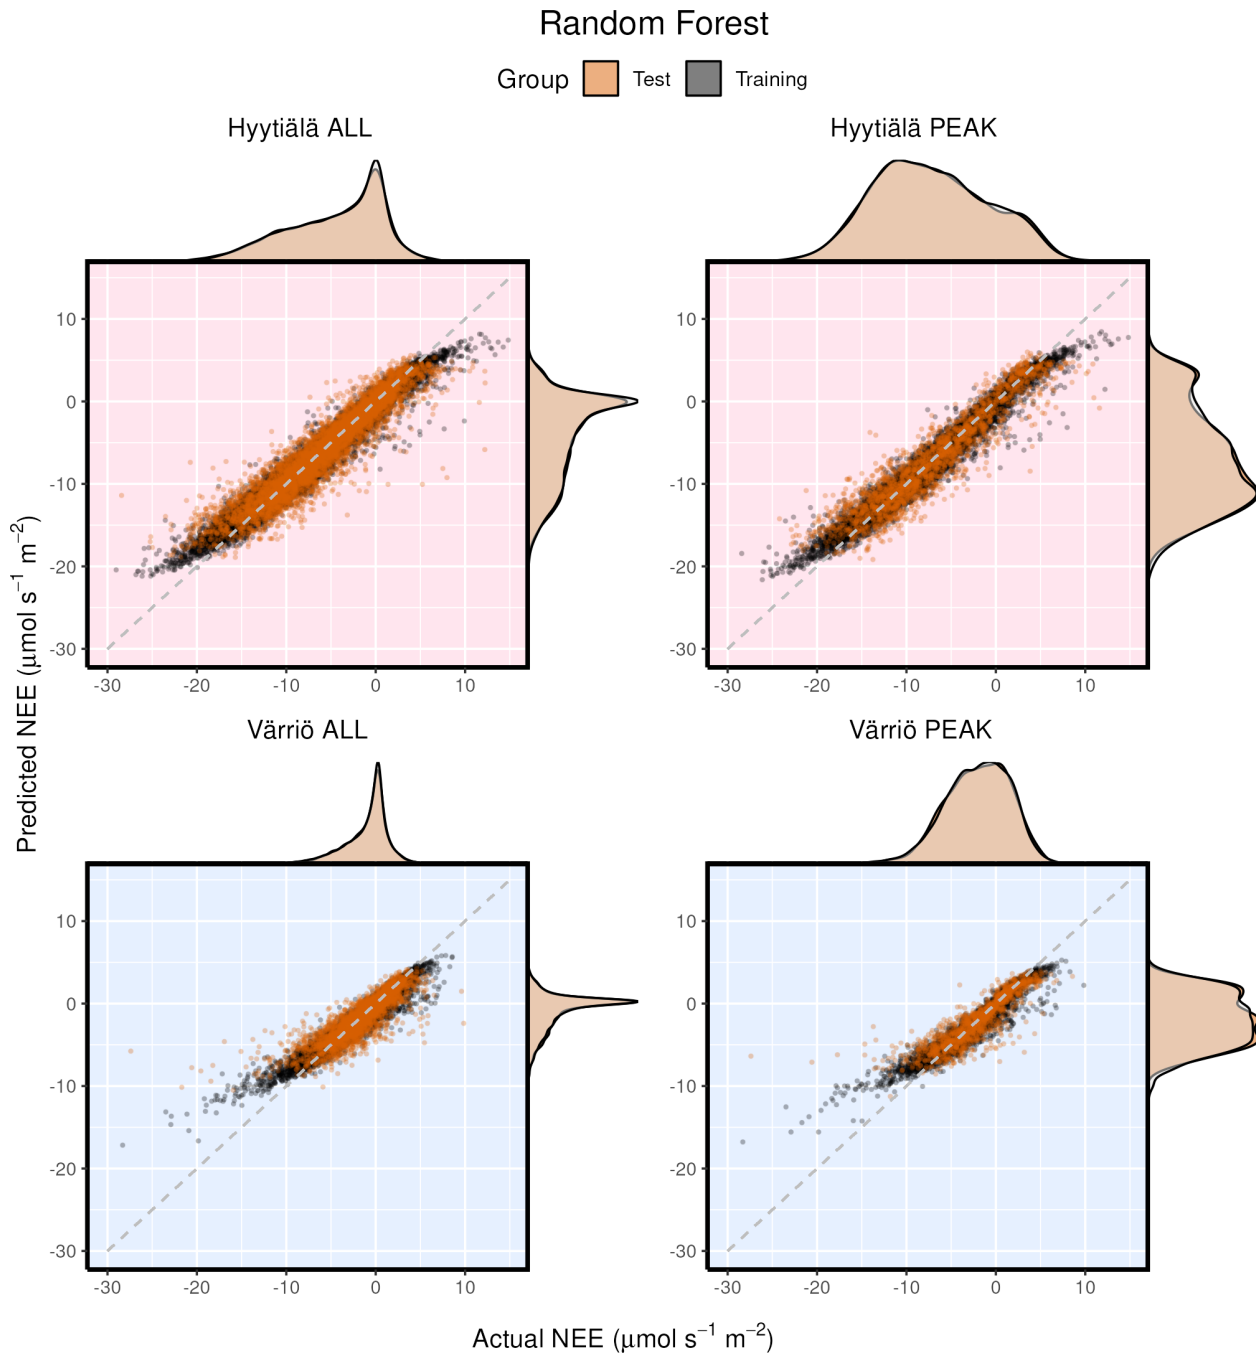 Random Forest
Group Test Training
Hyytiälä ALL
Hyytiälä PEAK
10
0
-10
-20
-30
-30 -20 -10 0 10
10
0
-10
-20
-30
-30 -20 -10 0 10
Predicted NEE (μmol s⁻¹ m⁻²)
Värriö ALL
Värriö PEAK
10
0
-10
-20
-30
-30 -20 -10 0 10
10
0
-10
-20
-30
-30 -20 -10 0 10
Actual NEE (μmol s⁻¹ m⁻²)